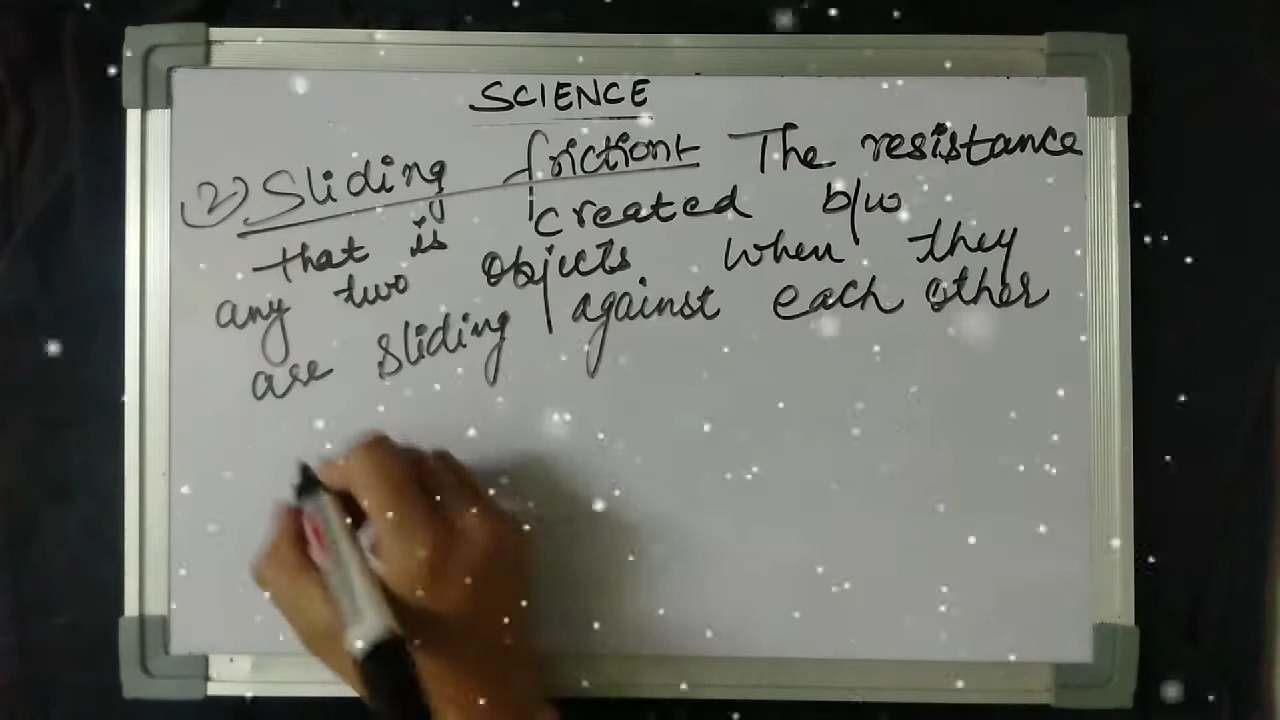 SCIENCE
2) Sliding friction:- The resistance
that is created b/w
any two objects when they
are sliding against each other